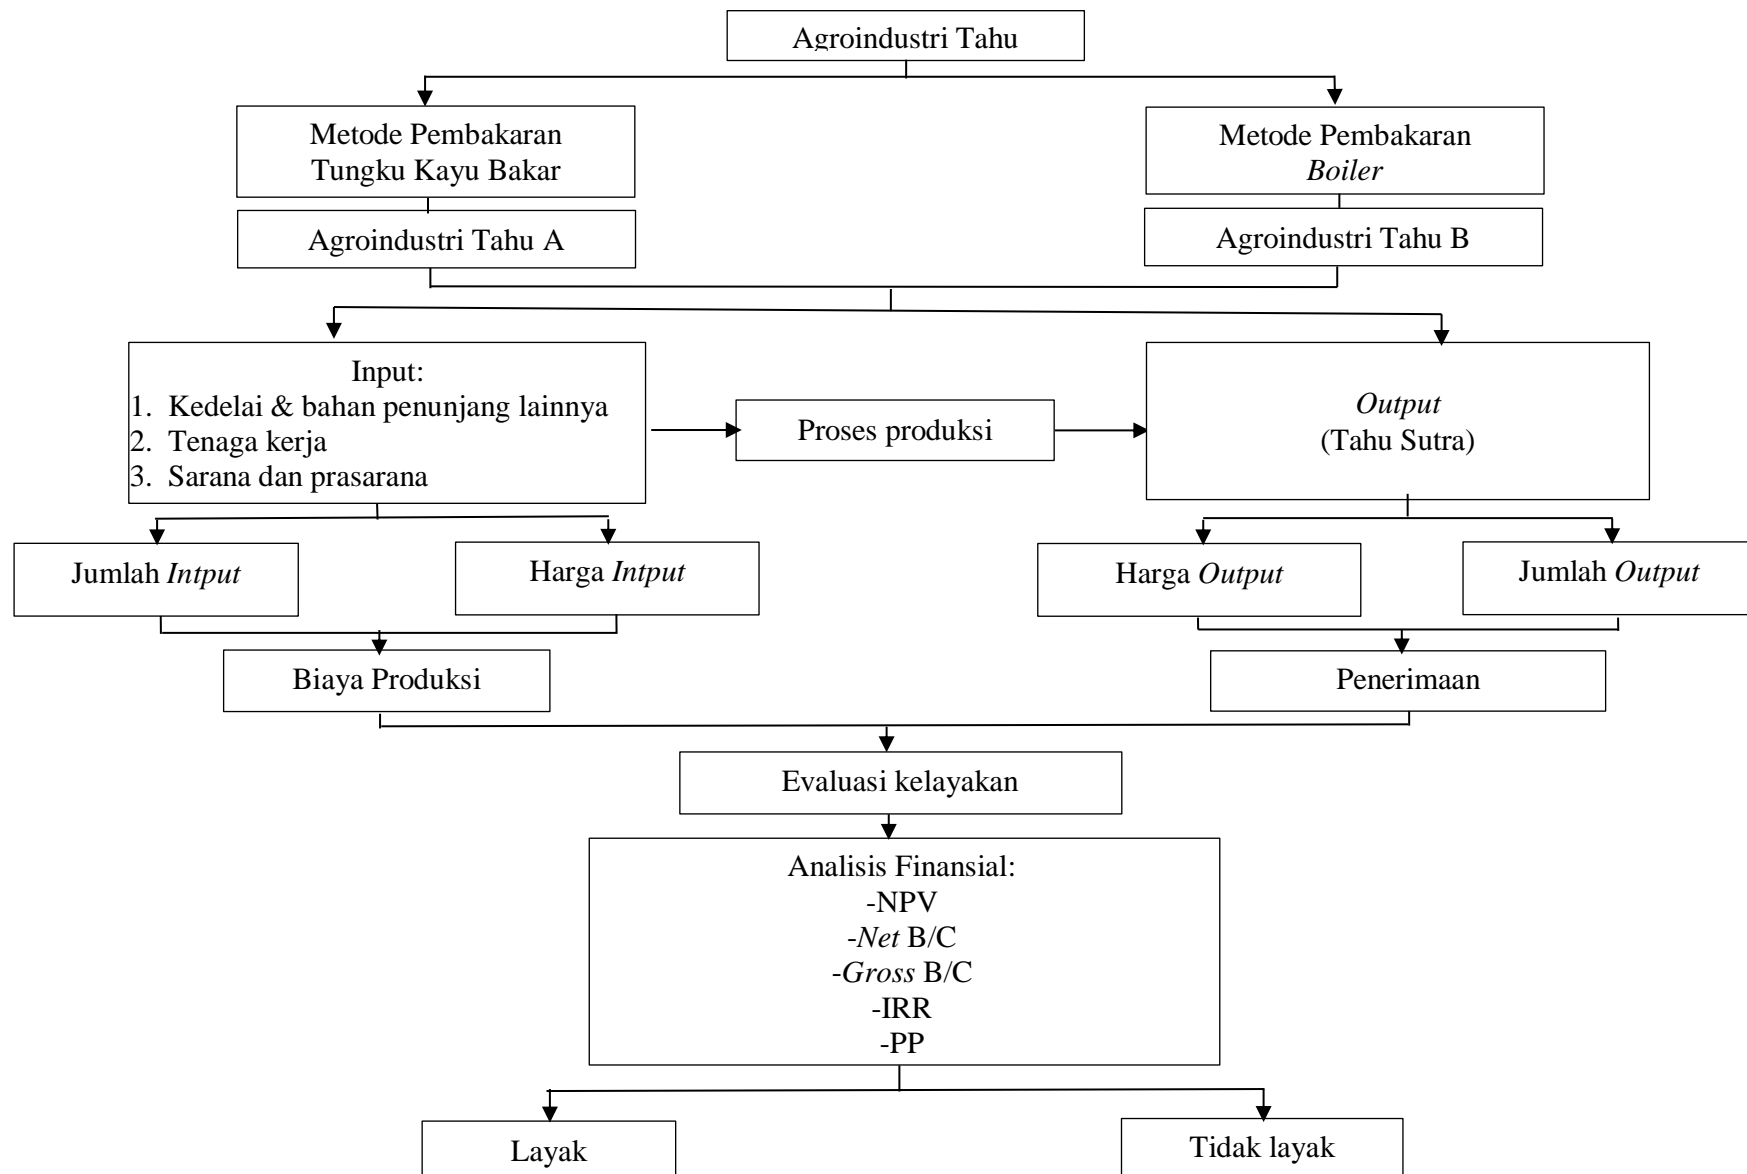 Agroindustri Tahu
Metode Pembakaran
Tungku Kayu Bakar
Metode Pembakaran
Boiler
Agroindustri Tahu A
Agroindustri Tahu B
Input:
1. Kedelai & bahan penunjang lainnya
2. Tenaga kerja
3. Sarana dan prasarana
Proses produksi
Output
(Tahu Sutra)
Jumlah Intput
Harga Intput
Harga Output
Jumlah Output
Biaya Produksi
Penerimaan
Evaluasi kelayakan
Analisis Finansial:
-NPV
-Net B/C
-Gross B/C
-IRR
-PP
Layak
Tidak layak